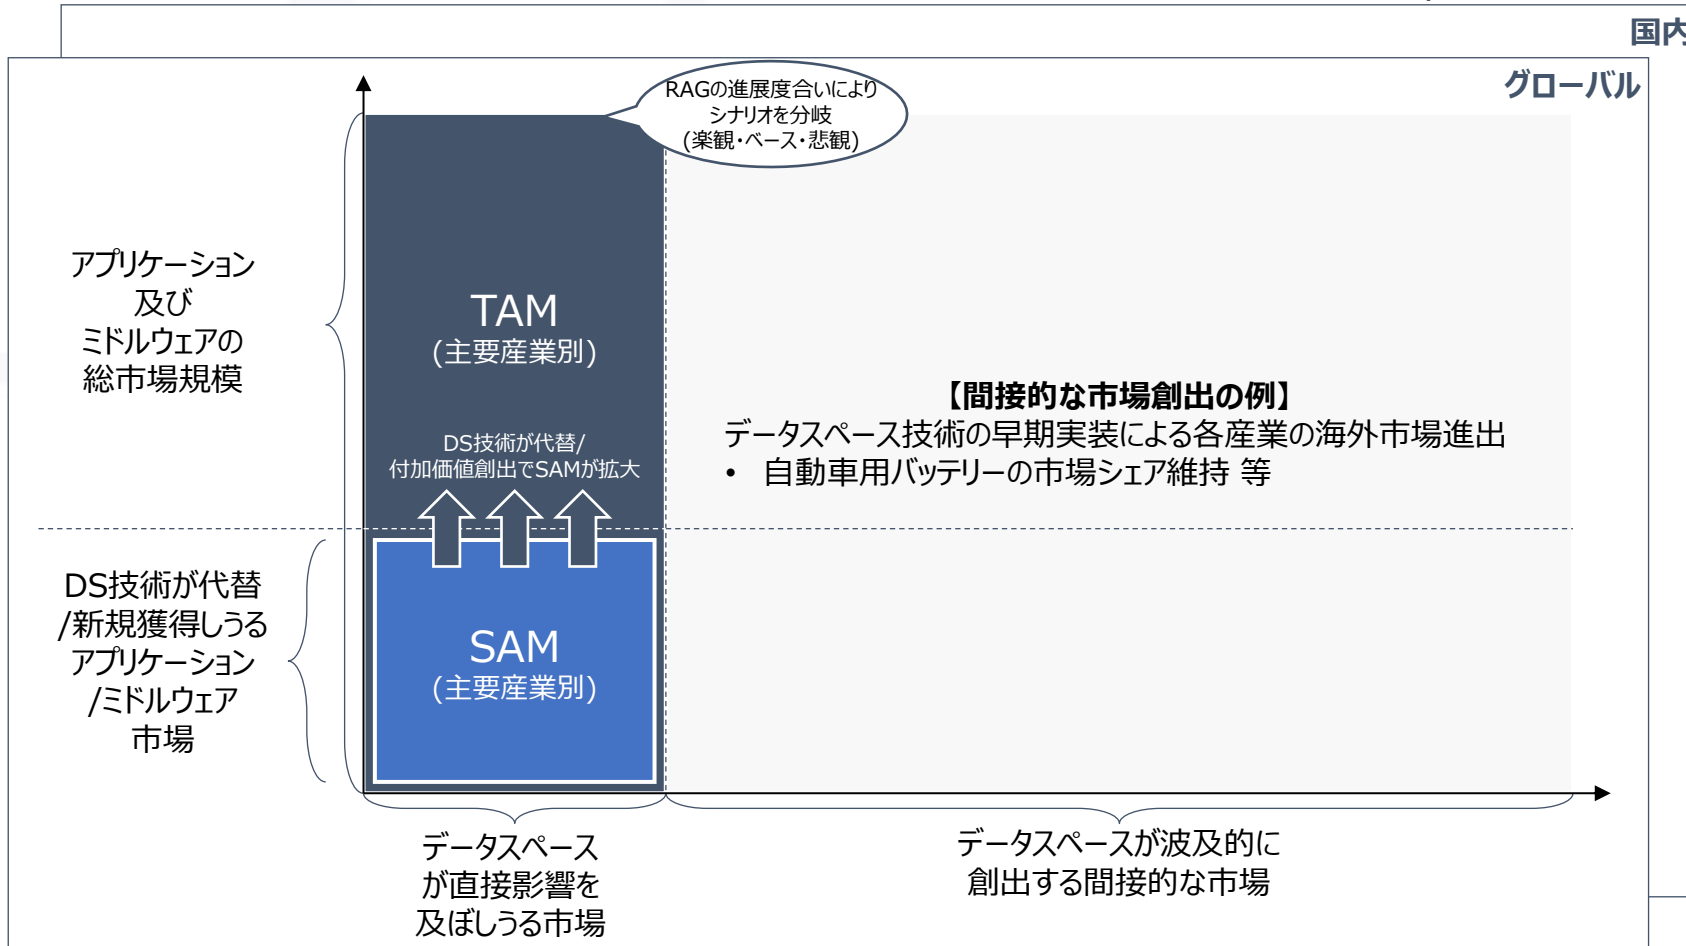 国内
グローバル
RAGの進展度合いにより
シナリオを分岐
(楽観・ベース・悲観)
アプリケーション
及び
ミドルウェアの
総市場規模
TAM
(主要産業別)
DS技術が代替/
付加価値創出でSAMが拡大
【間接的な市場創出の例】
データスペース技術の早期実装による各産業の海外市場進出
• 自動車用バッテリーの市場シェア維持 等
DS技術が代替
/新規獲得しうる
アプリケーション
/ミドルウェア
市場
SAM
(主要産業別)
データスペース
が直接影響を
及ぼしうる市場
データスペースが波及的に
創出する間接的な市場